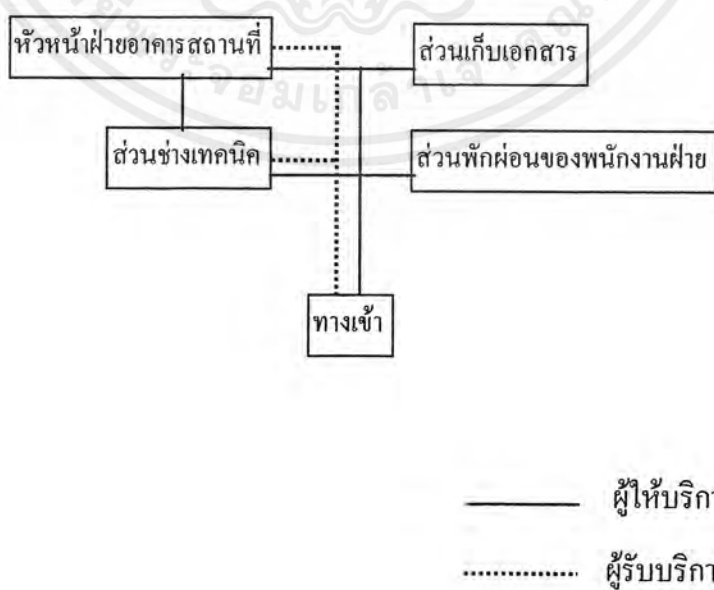 หัวหน้าฝ่ายอาคารสถานที่
ส่วนเก็บเอกสาร
ส่วนช่างเทคนิค
ส่วนพักผ่อนของพนักงานฝ่าย
ทางเข้า
ผู้ให้บริกา
ผู้รับบริกา